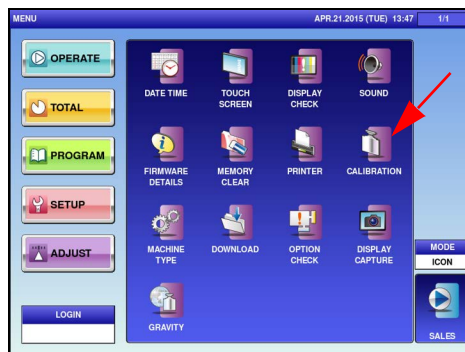 MENU
APR.21.2015 (TUE) 13:47
1/1
OPERATE
TOTAL
PROGRAM
SETUP
ADJUST
LOGIN
DATE TIME
TOUCH
SCREEN
DISPLAY
CHECK
SOUND
FIRMWARE
DETAILS
MEMORY
CLEAR
PRINTER
CALIBRATION
MACHINE
TYPE
DOWNLOAD
OPTION
CHECK
DISPLAY
CAPTURE
GRAVITY
MODE
ICON
SALES